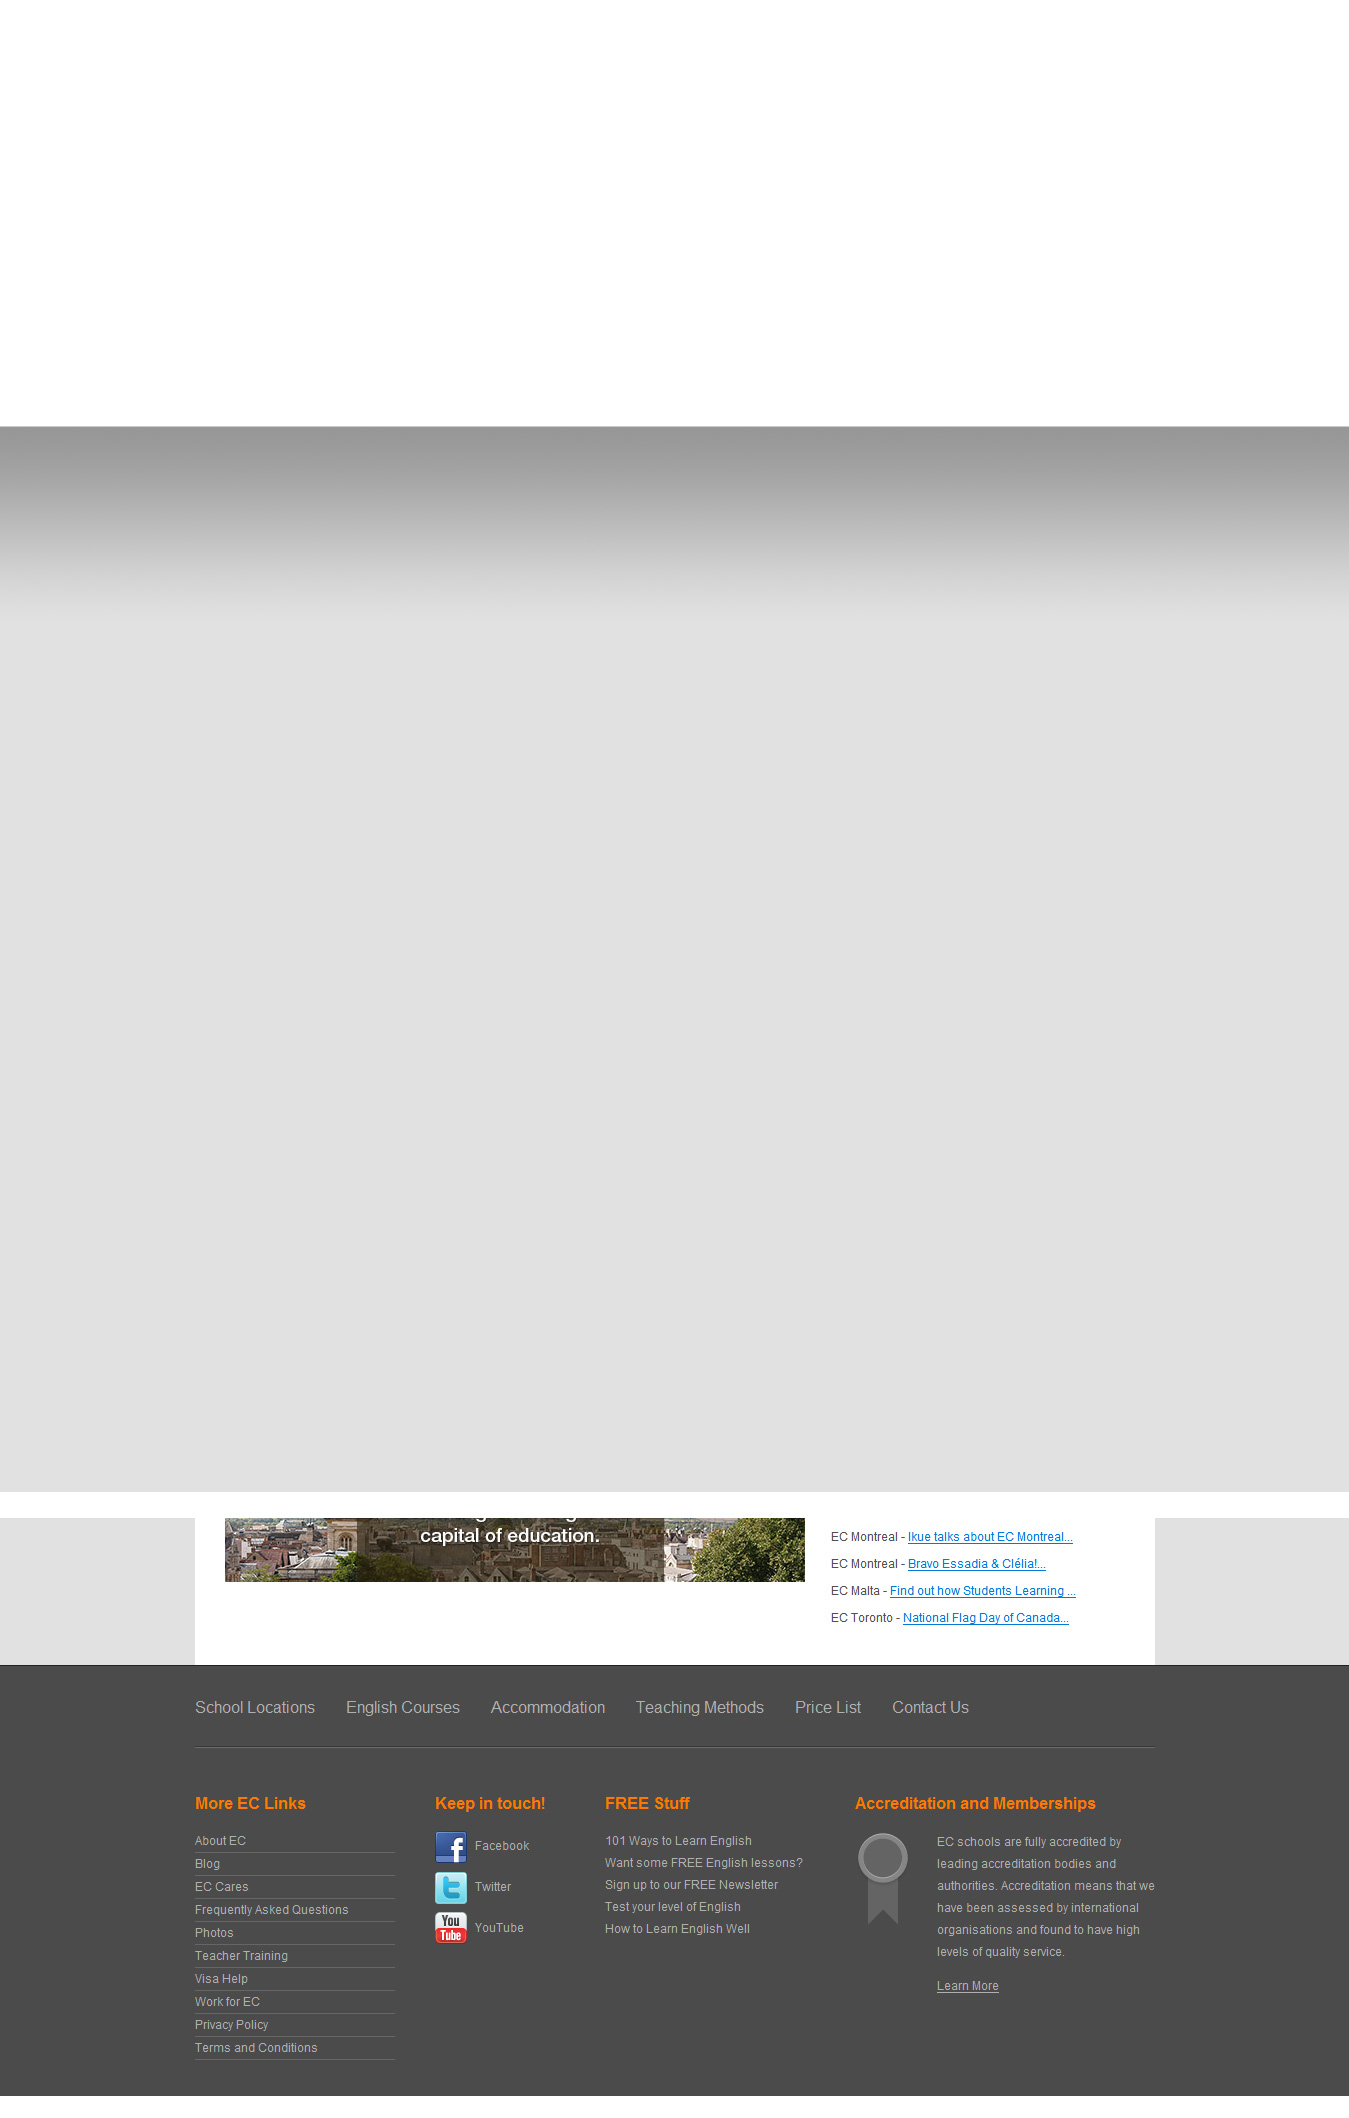 capital of education.
EC Montreal - Ikue talks about EC Montreal...
EC Montreal - Bravo Essadia & Clélia!...
EC Malta - Find out how Students Learning ...
EC Toronto - National Flag Day of Canada...
School Locations English Courses Accommodation Teaching Methods Price List Contact Us
More EC Links
About EC
Blog
EC Cares
Frequently Asked Questions
Photos
Teacher Training
Visa Help
Work for EC
Privacy Policy
Terms and Conditions
Keep in touch!
f Facebook
t Twitter
You
Tube YouTube
FREE Stuff
101 Ways to Learn English
Want some FREE English lessons?
Sign up to our FREE Newsletter
Test your level of English
How to Learn English Well
Accreditation and Memberships
EC schools are fully accredited by
leading accreditation bodies and
authorities. Accreditation means that we
have been assessed by international
organisations and found to have high
levels of quality service.
Learn More